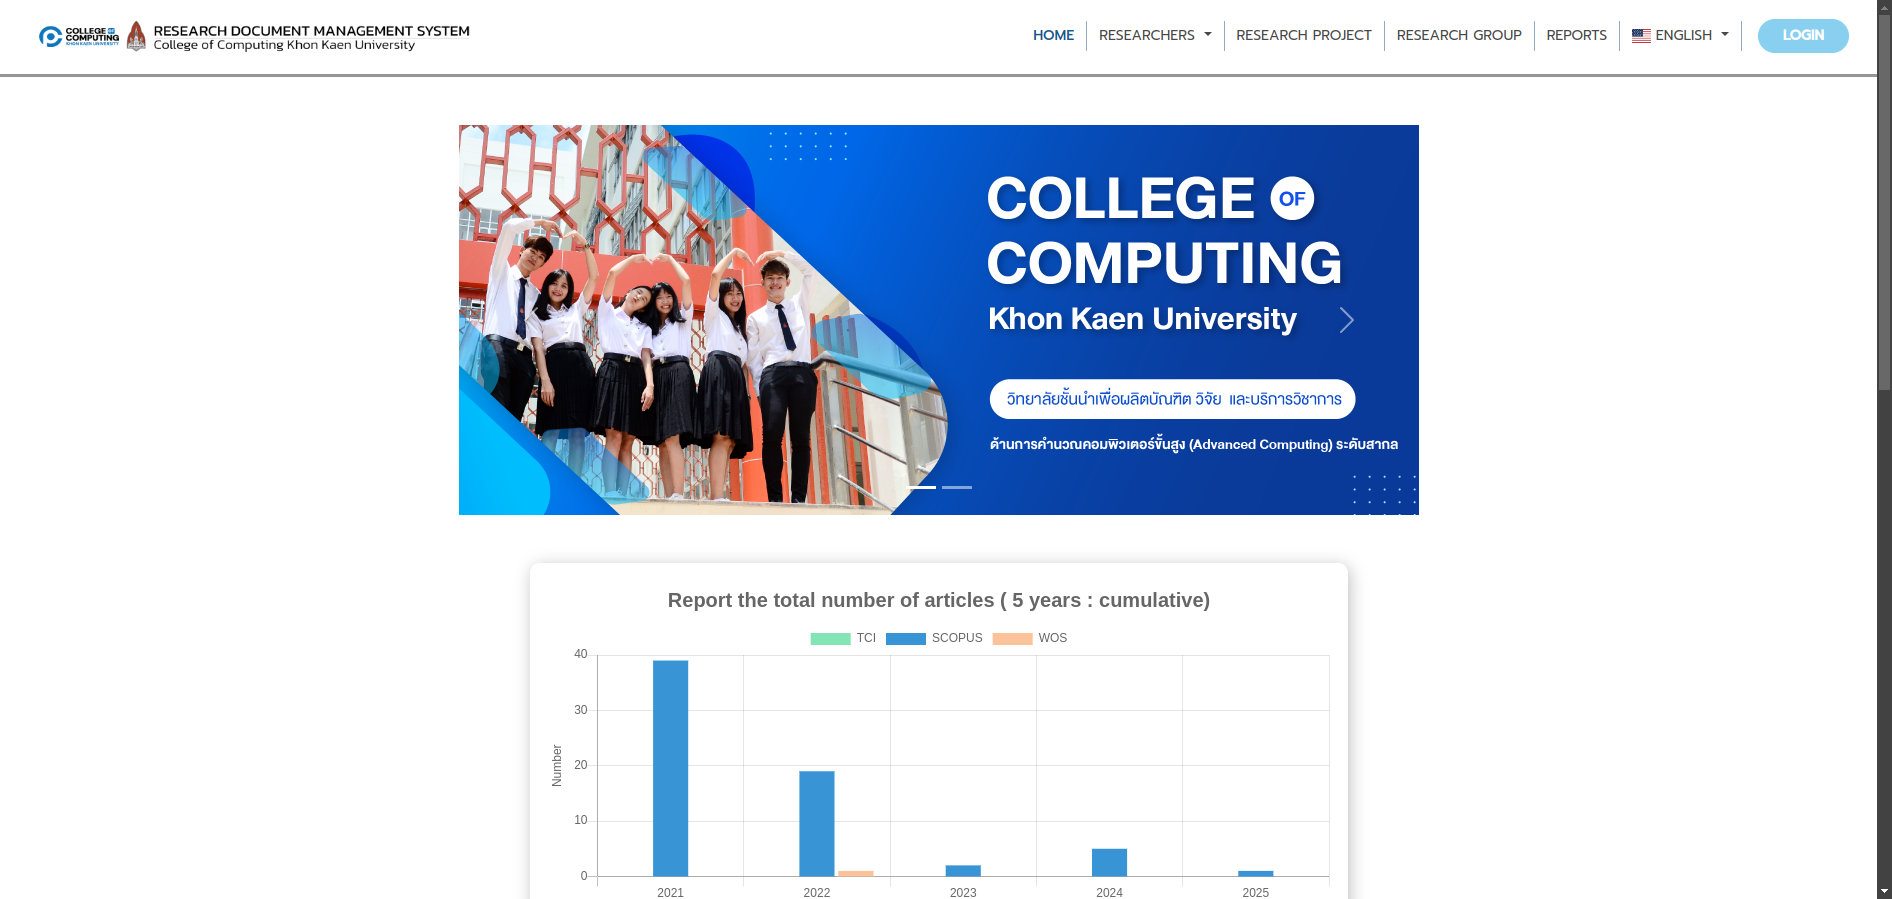 COLLEGE OF
COMPUTING
KHON KAEN UNIVERSITY
RESEARCH DOCUMENT MANAGEMENT SYSTEM
College of Computing Khon Kaen University
HOME
RESEARCHERS
RESEARCH PROJECT
RESEARCH GROUP
REPORTS
ENGLISH
LOGIN
COLLEGE OF
COMPUTING
Khon Kaen University
วิทยาลัยชั้นนำเพื่อผลิตบัณฑิต วิจัย และบริการวิชาการ
ด้านการคำนวณคอมพิวเตอร์ขั้นสูง (Advanced Computing) ระดับสากล
Report the total number of articles ( 5 years : cumulative)
TCI SCOPUS WOS
Number
40
30
20
10
0
2021 2022 2023 2024 2025